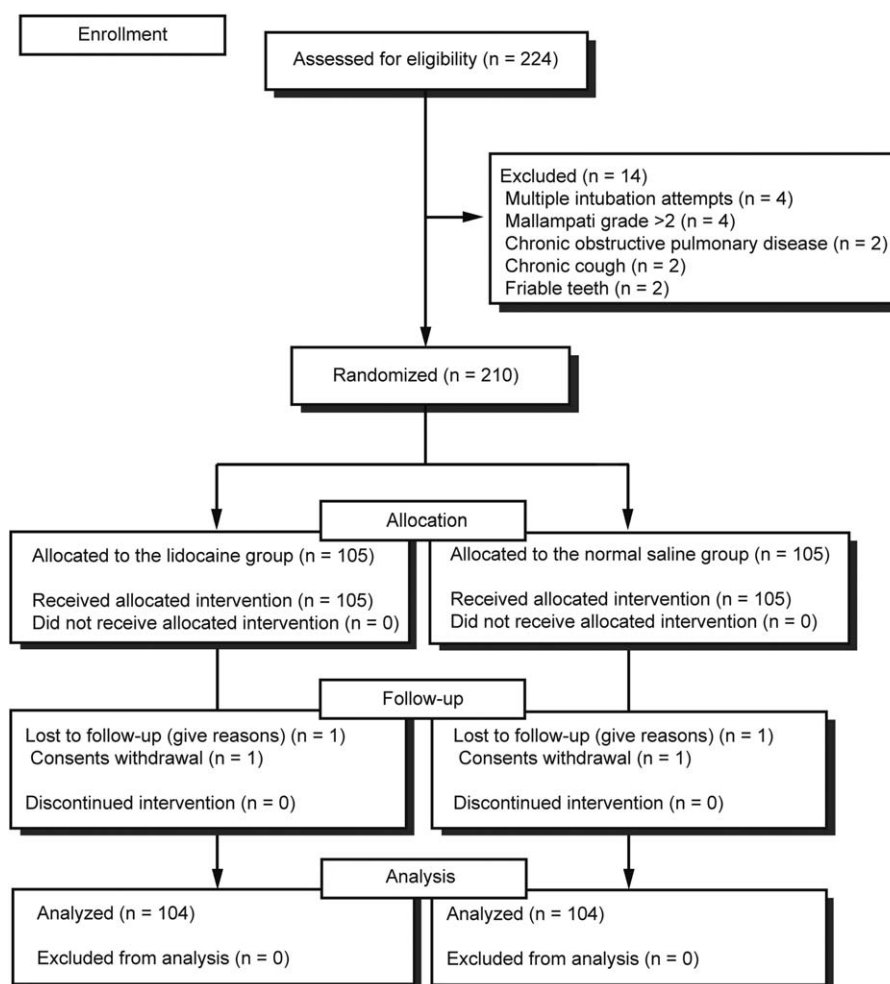 Enrollment
Assessed for eligibility (n = 224)
Excluded (n = 14)
Multiple intubation attempts (n = 4)
Mallampati grade >2 (n = 4)
Chronic obstructive pulmonary disease (n = 2)
Chronic cough (n = 2)
Friable teeth (n = 2)
Randomized (n = 210)
Allocation
Allocated to the lidocaine group (n = 105)
Received allocated intervention (n = 105)
Did not receive allocated intervention (n = 0)
Allocated to the normal saline group (n = 105)
Received allocated intervention (n = 105)
Did not receive allocated intervention (n = 0)
Follow-up
Lost to follow-up (give reasons) (n = 1)
Consents withdrawal (n = 1)
Discontinued intervention (n = 0)
Lost to follow-up (give reasons) (n = 1)
Consents withdrawal (n = 1)
Discontinued intervention (n = 0)
Analysis
Analyzed (n = 104)
Excluded from analysis (n = 0)
Analyzed (n = 104)
Excluded from analysis (n = 0)